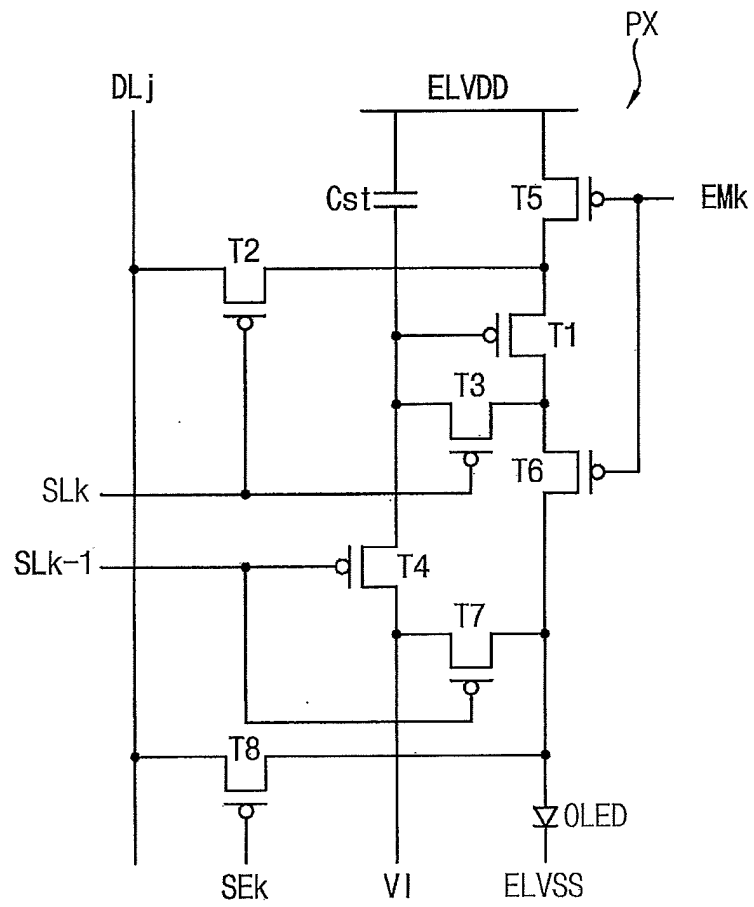 PX
DLj
ELVDD
Cst
T5
EMk
T2
T1
T3
T6
SLk
SLk-1
T4
T7
T8
OLED
SEk
VI
ELVSS